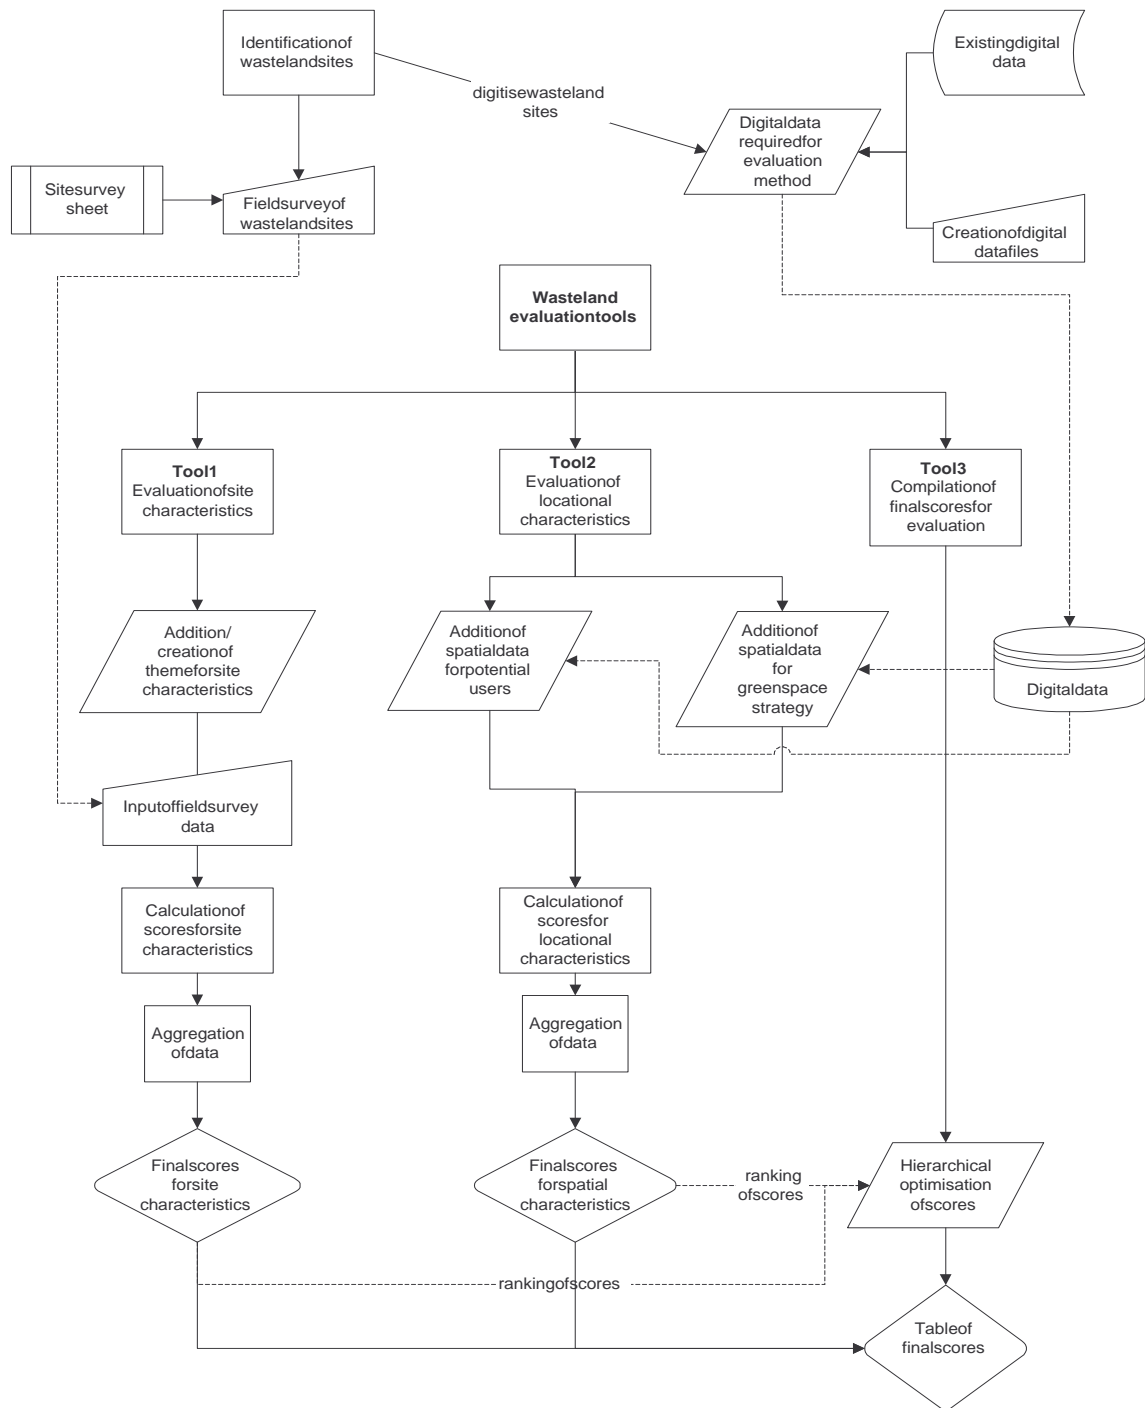 Identificationof
wastelandsites
Existingdigital
data
digitisewasteland
sites
Digitaldata
requiredfor
evaluation
method
Sitesurvey
sheet
Fieldsurveyof
wastelandsites
Creationofdigital
datafiles
Wasteland
evaluationtools
Tool1
Evaluationofsite
characteristics
Tool2
Evaluationof
locational
characteristics
Tool3
Compilationof
finalscoresfor
evaluation
Addition/
creationof
themeforsite
characteristics
Additionof
spatialdata
forpotential
users
Additionof
spatialdata
for
greenspace
strategy
Digitaldata
Inputoffieldsurvey
data
Calculationof
scoresforsite
characteristics
Calculationof
scoresfor
locational
characteristics
Aggregation
ofdata
Aggregation
ofdata
Finalscores
forsite
characteristics
Finalscores
forspatial
characteristics
ranking
ofscores
Hierarchical
optimisation
ofscores
rankingofscores
Tableof
finalscores